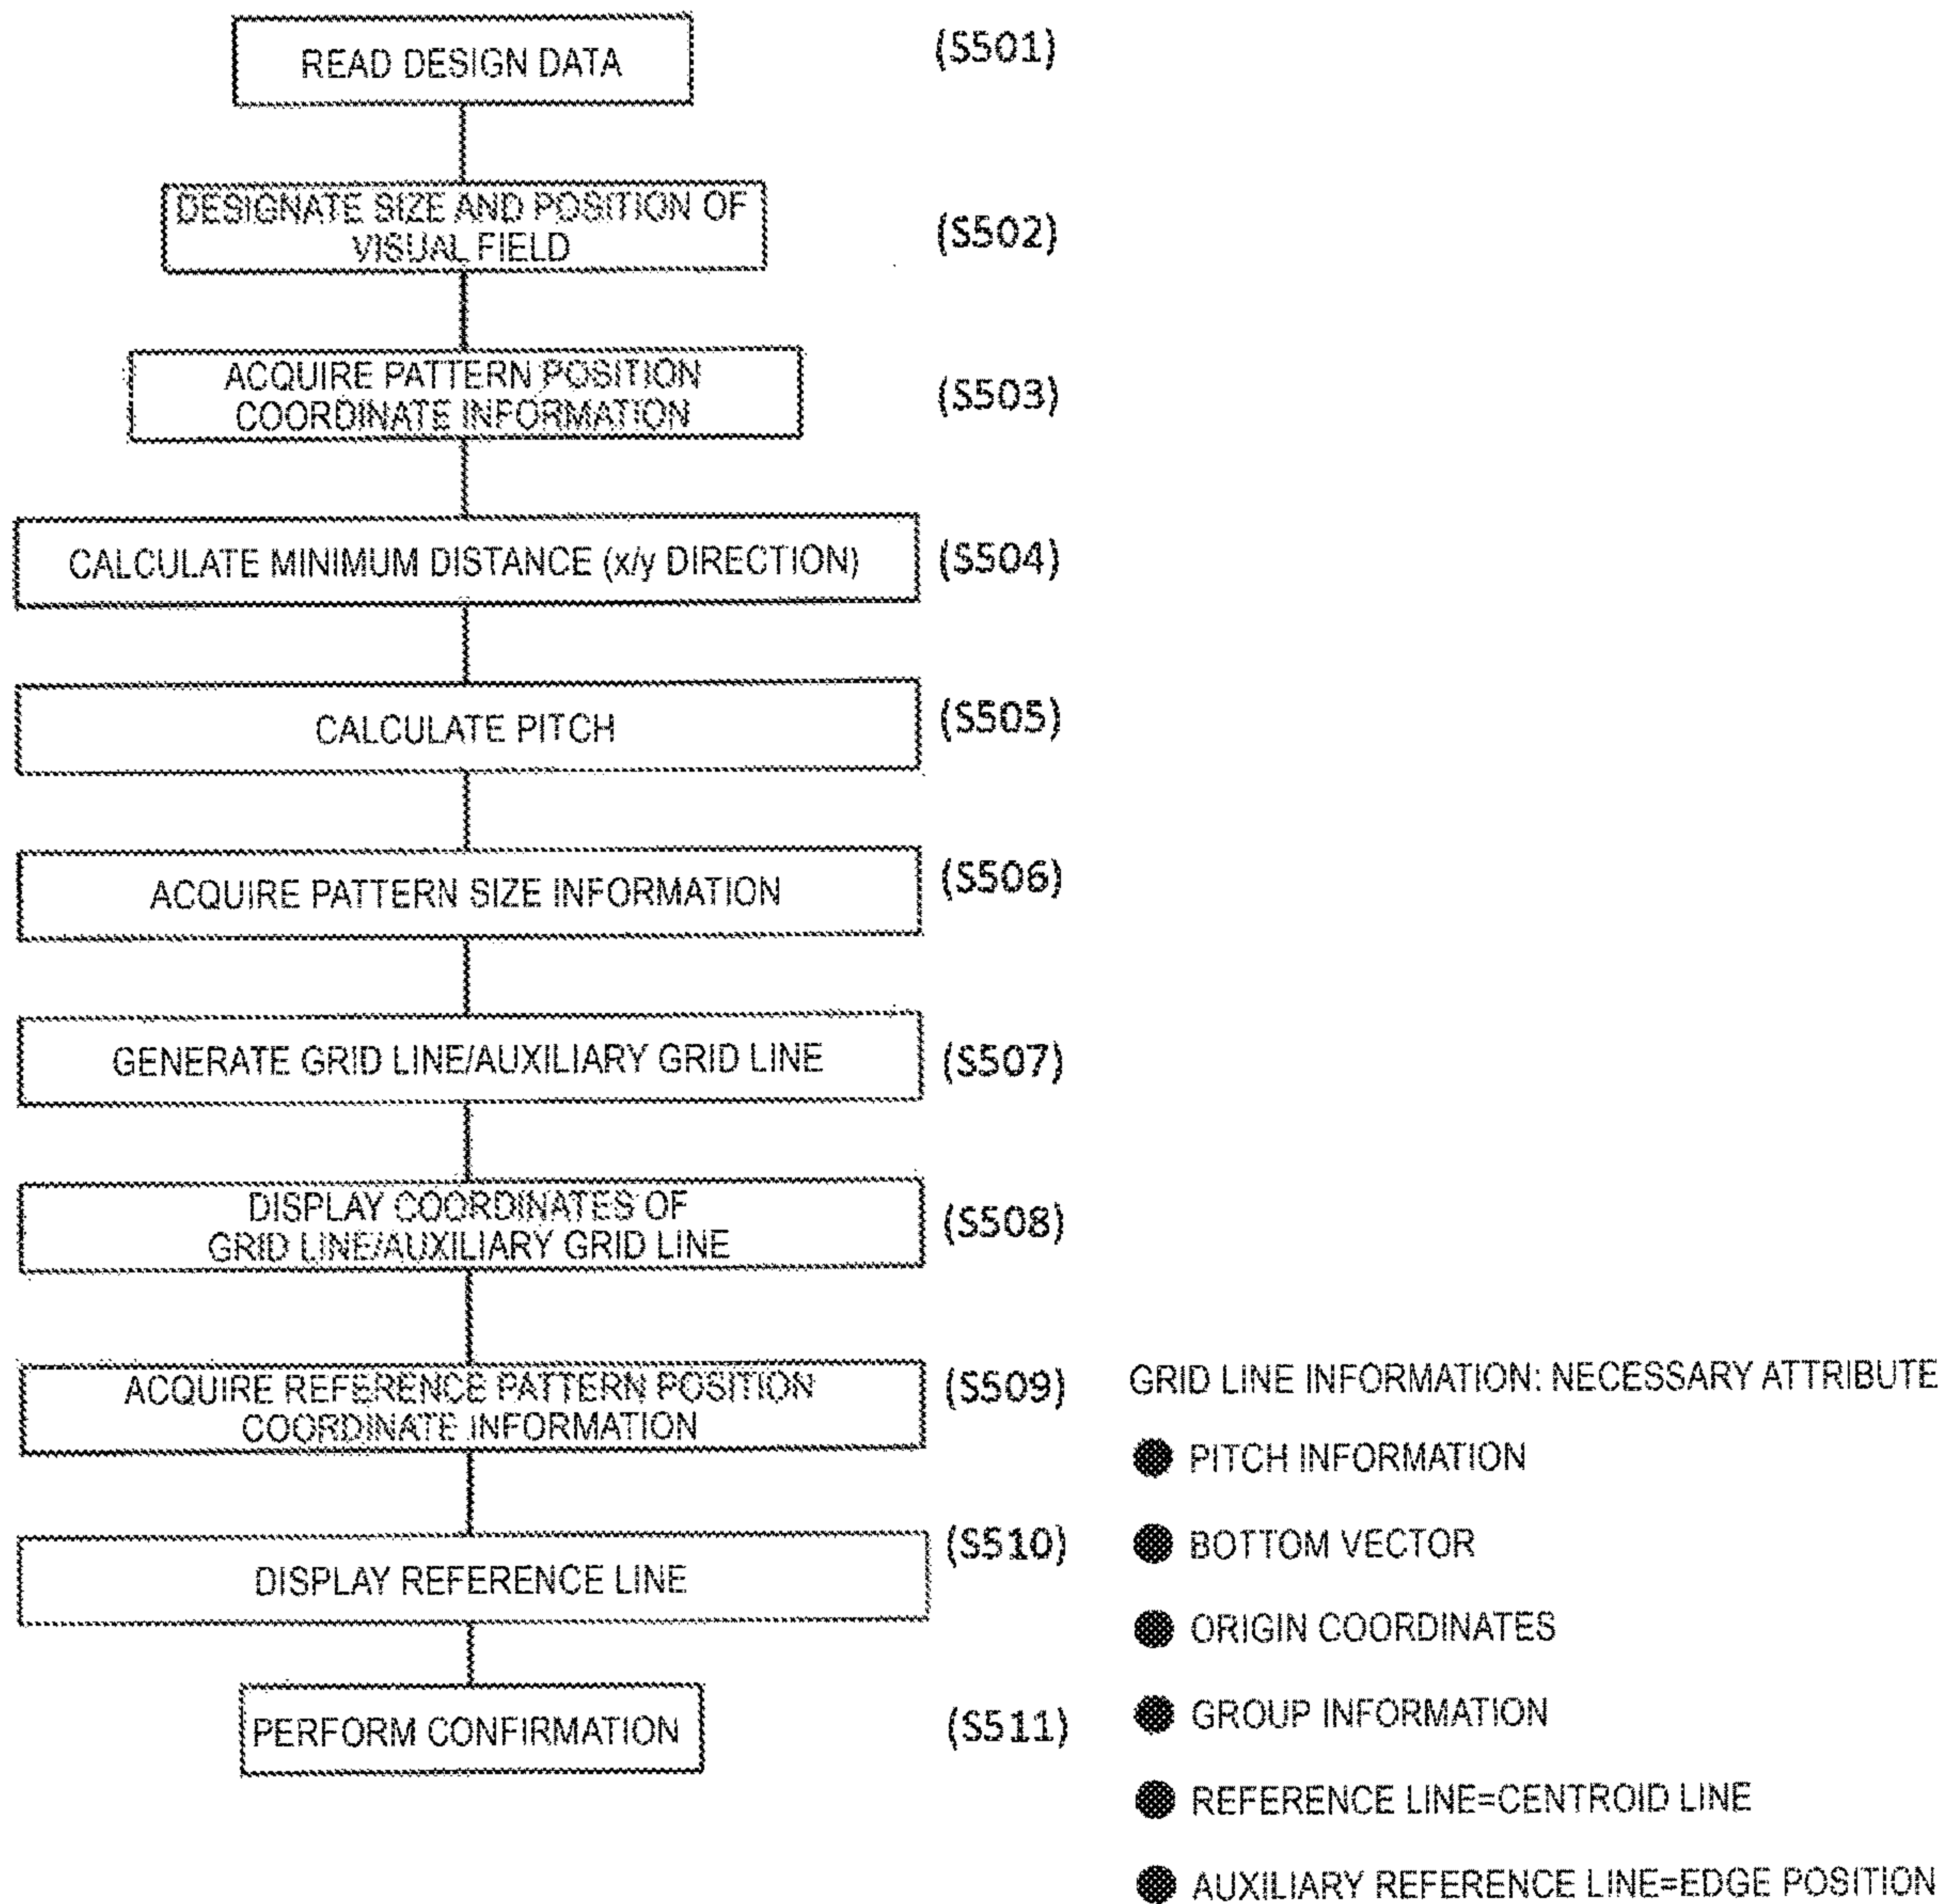 READ DESIGN DATA
(S501)
DESIGNATE SIZE AND POSITION OF
VISUAL FIELD
(S502)
ACQUIRE PATTERN POSITION
COORDINATE INFORMATION
(S503)
CALCULATE MINIMUM DISTANCE (x/y DIRECTION)
(S504)
CALCULATE PITCH
(S505)
ACQUIRE PATTERN SIZE INFORMATION
(S506)
GENERATE GRID LINE/AUXILIARY GRID LINE
(S507)
DISPLAY COORDINATES OF
GRID LINE/AUXILIARY GRID LINE
(S508)
ACQUIRE REFERENCE PATTERN POSITION
COORDINATE INFORMATION
(S509)
DISPLAY REFERENCE LINE
(S510)
PERFORM CONFIRMATION
(S511)
GRID LINE INFORMATION: NECESSARY ATTRIBUTE
● PITCH INFORMATION
● BOTTOM VECTOR
● ORIGIN COORDINATES
● GROUP INFORMATION
● REFERENCE LINE=CENTROID LINE
● AUXILIARY REFERENCE LINE=EDGE POSITION